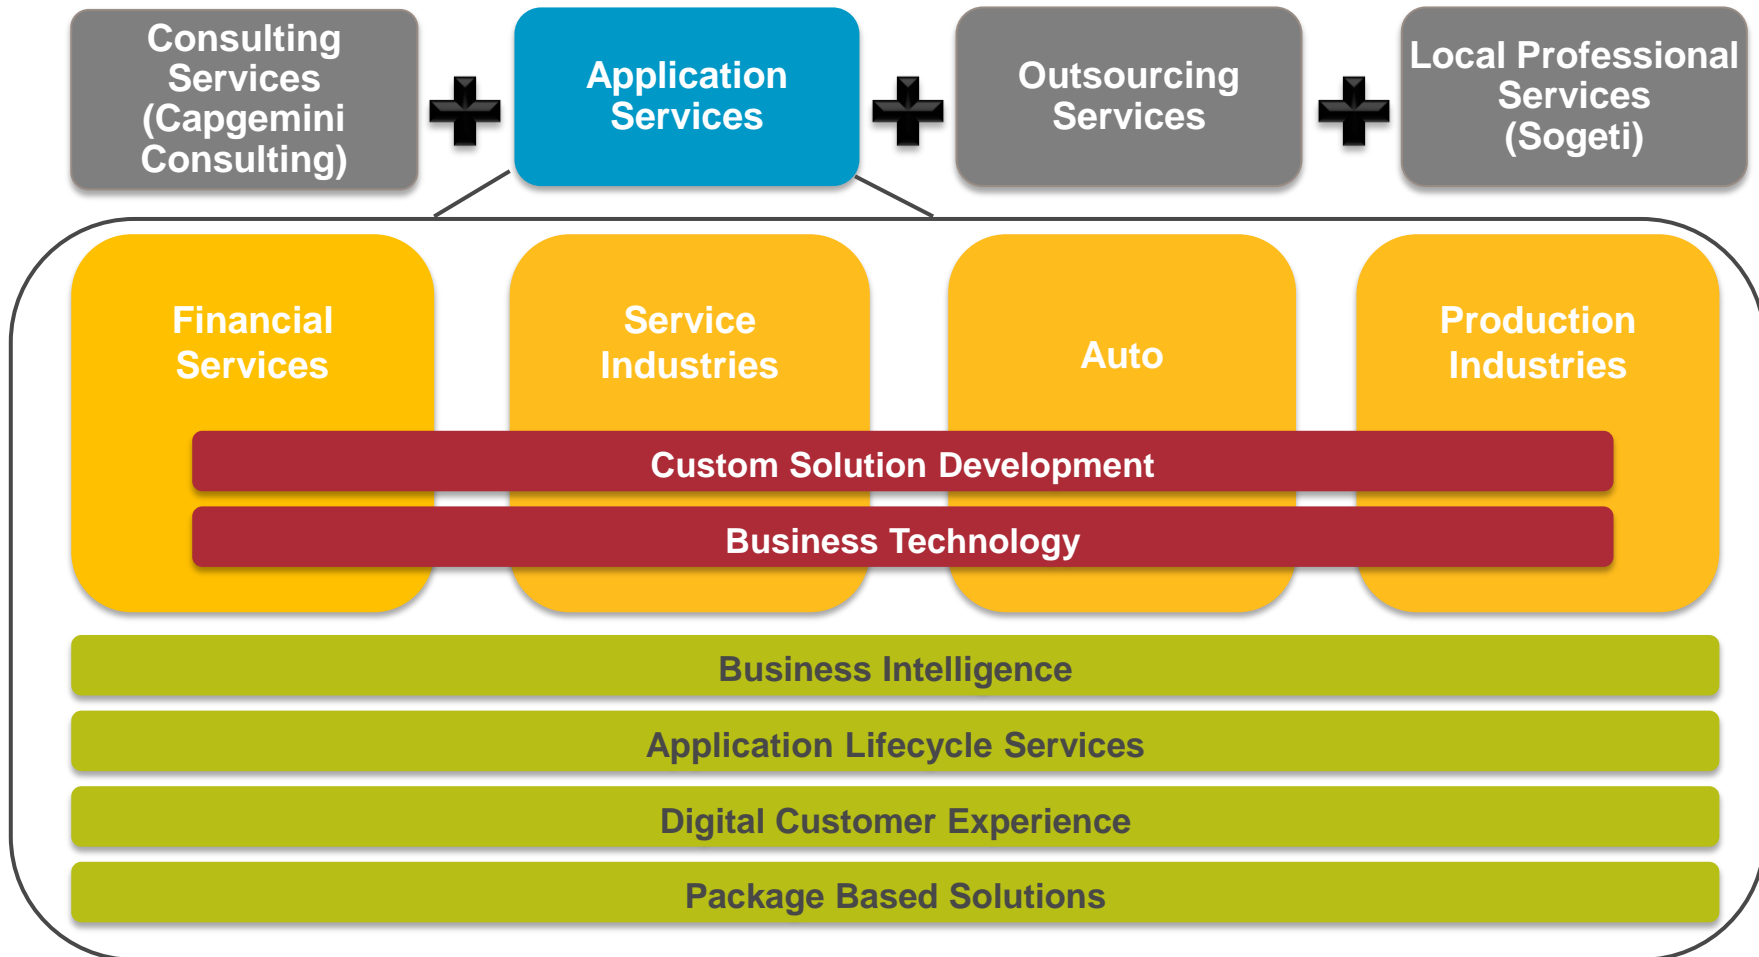 Consulting
Services
(Capgemini
Consulting)
Application
Services
Outsourcing
Services
Local Professional
Services
(Sogeti)
Financial
Services
Service
Industries
Auto
Production
Industries
Custom Solution Development
Business Technology
Business Intelligence
Application Lifecycle Services
Digital Customer Experience
Package Based Solutions